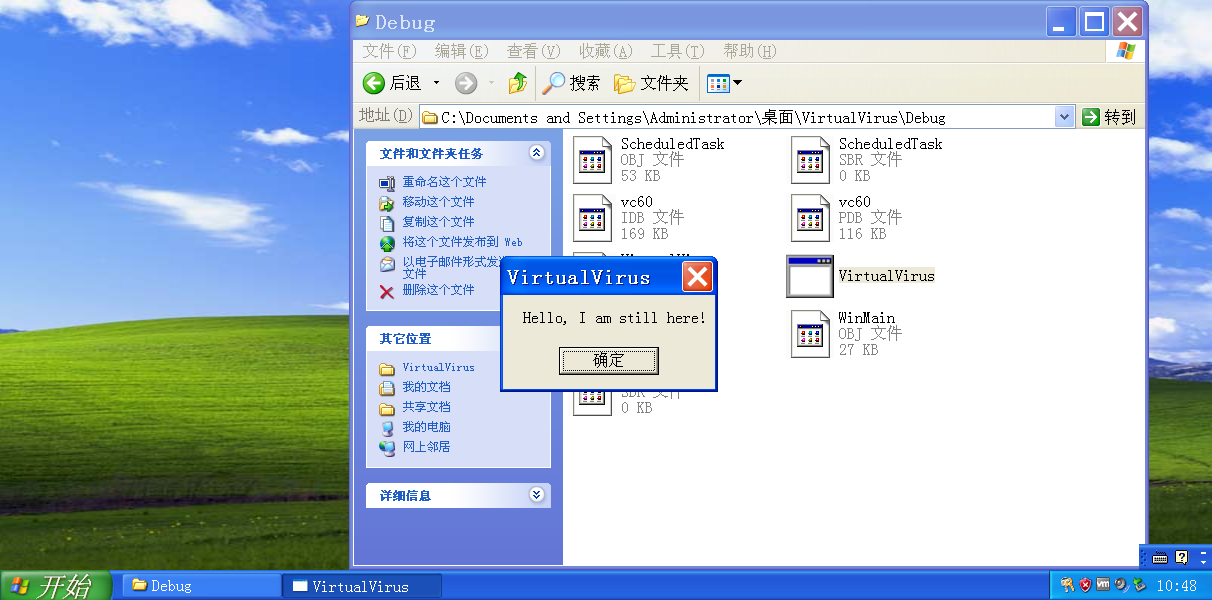 Debug
文件(F) 编辑(E) 查看(V) 收藏(A) 工具(T) 帮助(H)
后退 搜索 文件夹
地址(D) C:\Documents and Settings\Administrator\桌面\VirtualVirus\Debug 转到
文件和文件夹任务
重命名这个文件
移动这个文件
复制这个文件
将这个文件发布到 Web
以电子邮件形式发
文件
删除这个文件
其它位置
VirtualVirus
我的文档
共享文档
我的电脑
网上邻居
详细信息
ScheduledTask
OBJ 文件
53 KB
ScheduledTask
SBR 文件
0 KB
vc60
IDB 文件
169 KB
vc60
PDB 文件
116 KB
VirtualVirus
WinMain
OBJ 文件
27 KB
SBR 文件
0 KB
VirtualVirus
Hello, I am still here!
确定
开始 Debug VirtualVirus 10:48